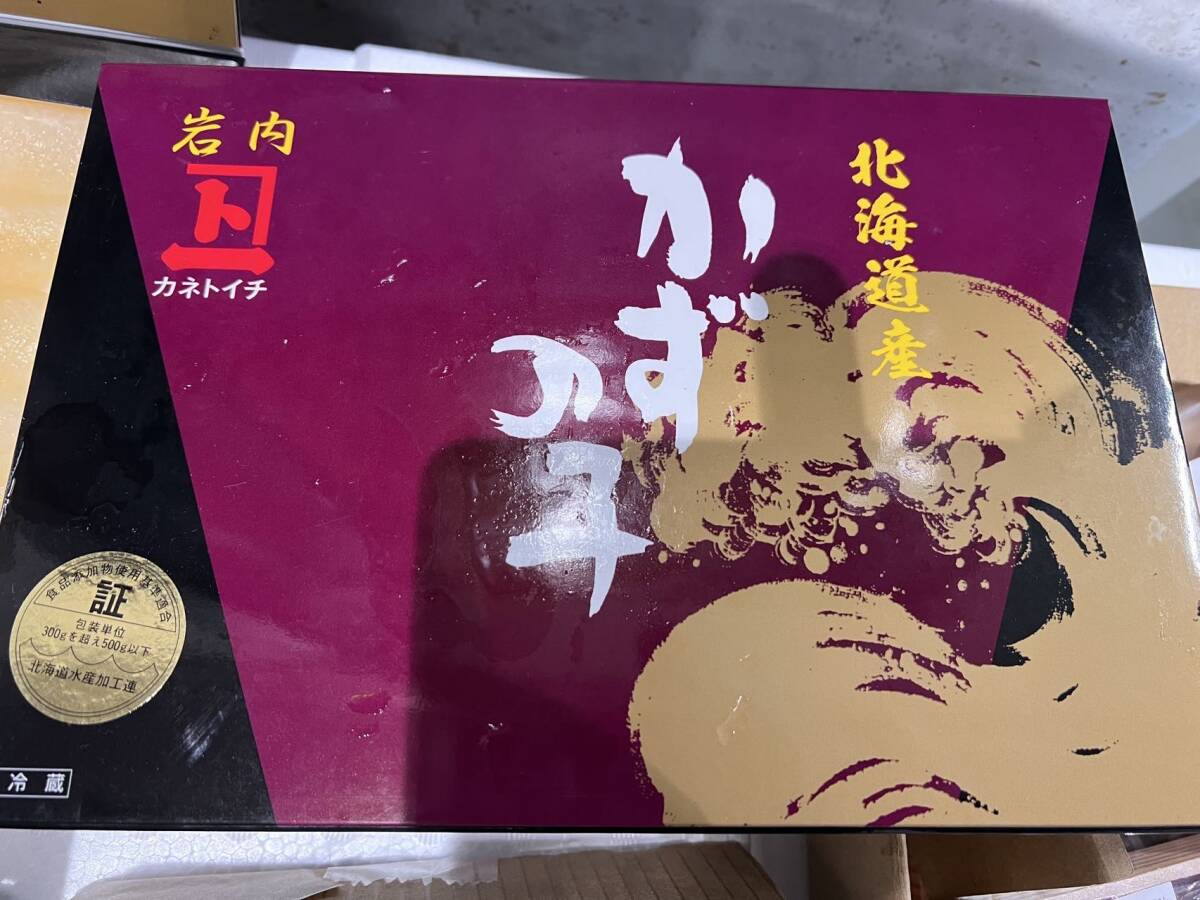 北海道産
かずの子
岩内
カネトイチ
食品添加物使用基準適合
証
包装単位
300gを超え500g以下
北海道水産加工連
冷蔵